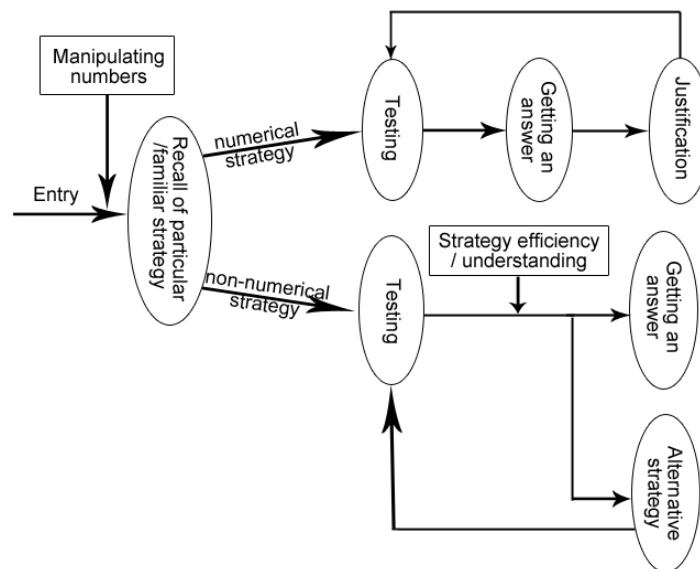 Manipulating
numbers
Entry
Recall of particular
/familiar strategy
numerical
strategy
Testing
Getting an
answer
Justification
non-numerical
strategy
Testing
Strategy efficiency
/ understanding
Getting an
answer
Alternative
strategy